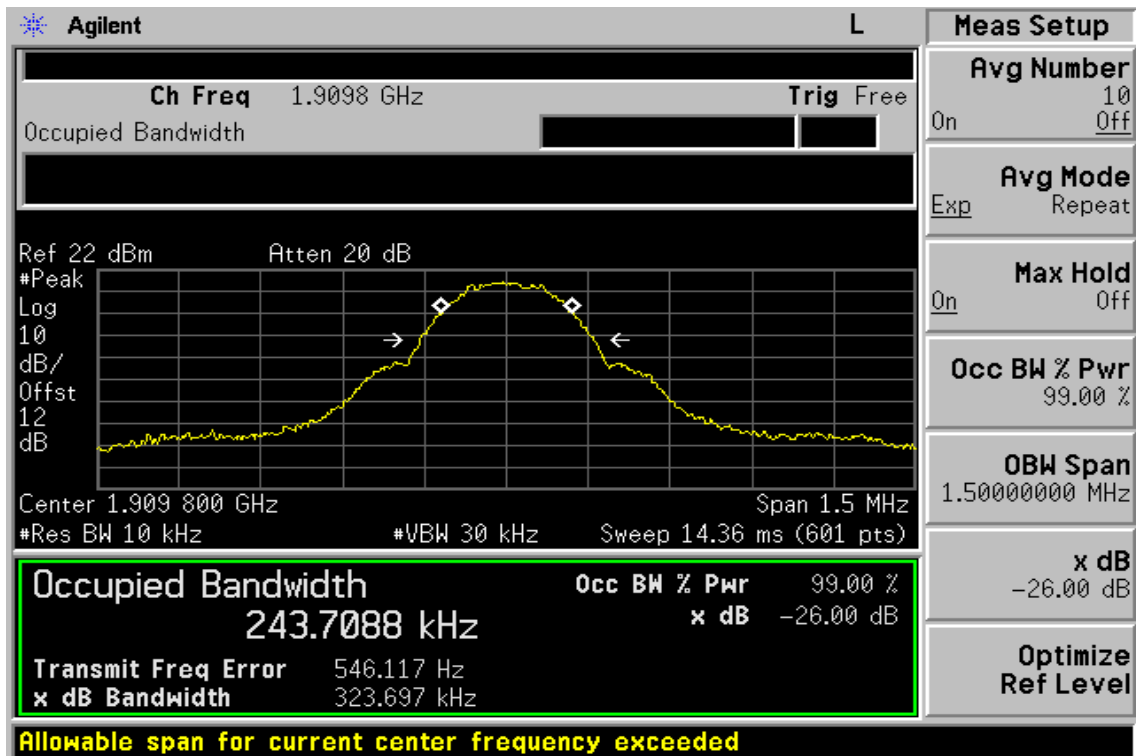 Agilent L
Ch Freq 1.9098 GHz Trig Free
Occupied Bandwidth
Ref 22 dBm Atten 20 dB
#Peak
Log
10
dB/
Offst
12
dB
Center 1.909 800 GHz Span 1.5 MHz
#Res BW 10 kHz #VBW 30 kHz Sweep 14.36 ms (601 pts)
Occupied Bandwidth
243.7088 kHz
Occ BW % Pwr 99.00 %
x dB -26.00 dB
Transmit Freq Error 546.117 Hz
x dB Bandwidth 323.697 kHz
Allowable span for current center frequency exceeded
Meas Setup
Avg Number
10
On Off
Avg Mode
Exp Repeat
Max Hold
On Off
Occ BW % Pwr
99.00 %
OBW Span
1.50000000 MHz
x dB
-26.00 dB
Optimize
Ref Level